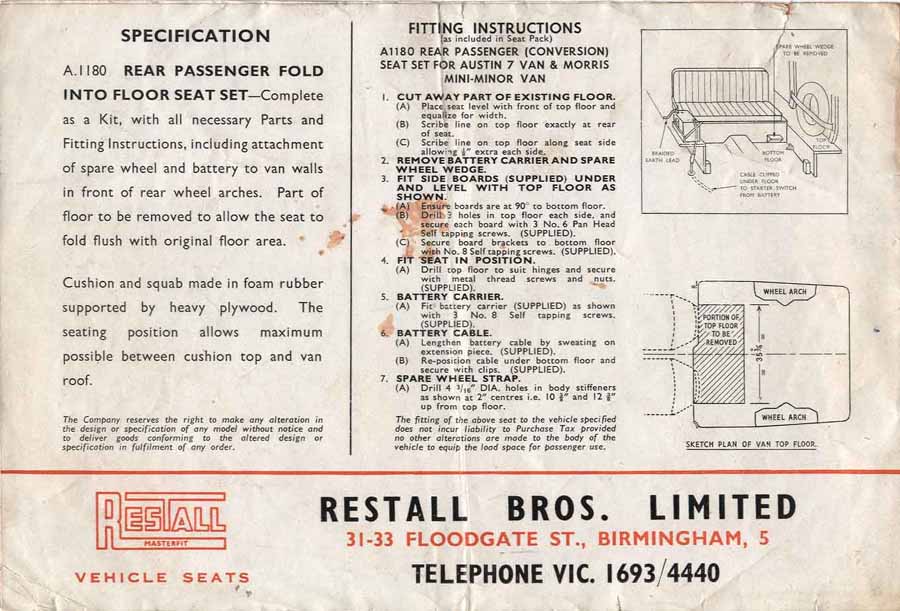 SPECIFICATION
A.1180 REAR PASSENGER FOLD
INTO FLOOR SEAT SET—Complete
as a Kit, with all necessary Parts and
Fitting Instructions, including attachment
of spare wheel and battery to van walls
in front of rear wheel arches. Part of
floor to be removed to allow the seat to
fold flush with original floor area.
Cushion and squab made in foam rubber
supported by heavy plywood. The
seating position allows maximum
possible between cushion top and van
roof.
The Company reserves the right to make any alteration in
the design or specification of any model without notice and
to deliver goods conforming to the altered design or
specification in fulfilment of any order.
FITTING INSTRUCTIONS
(as included in Seat Pack)
A1180 REAR PASSENGER (CONVERSION)
SEAT SET FOR AUSTIN 7 VAN & MORRIS
MINI-MINOR VAN
1. CUT AWAY PART OF EXISTING FLOOR.
(A) Place seat level with front of top floor and
equalize for width.
(B) Scribe line on top floor exactly at rear
of seat.
(C) Scribe line on top floor along seat side
allowing extra each side.
2. REMOVE BATTERY CARRIER AND SPARE
WHEEL WEDGE.
3. FIT SIDE BOARDS (SUPPLIED) UNDER
AND LEVEL WITH TOP FLOOR AS
SHOWN.
(A) Ensure boards are at 90° to bottom floor.
(B) Drill 3 holes in top floor each side, and
secure each board with 3 No. 6 Pan Head
Self tapping screws. (SUPPLIED).
(C) Secure board brackets to bottom floor
with No. 8 Self tapping screws. (SUPPLIED).
4. FIT SEAT IN POSITION.
(A) Drill top floor to suit hinges and secure
with metal thread screws and nuts.
(SUPPLIED).
5. BATTERY CARRIER.
(A) Fit battery carrier (SUPPLIED) as shown
with 3 No. 8 Self tapping screws.
(SUPPLIED).
6. BATTERY CABLE.
(A) Lengthen battery cable by sweating on
extension piece. (SUPPLIED).
(B) Re-position cable under bottom floor and
secure with clips. (SUPPLIED).
7. SPARE WHEEL STRAP.
(A) Drill 4 3/16" DIA. holes in body stiffeners
as shown at 2" centres i.e. 10 and 12
up from top floor.
The fitting of the above seat to the vehicle specified
does not incur liability to Purchase Tax provided
no other alterations are made to the body of the
vehicle to equip the load space for passenger use.
SPARE WHEEL WEDGE
TO BE REMOVED
TOP
FLOOR
BRAIDED
EARTH LEAD
BOTTOM
FLOOR
CABLE CLIPPED
UNDER FLOOR
TO STARTER SWITCH
FROM BATTERY
WHEEL ARCH
PORTION OF
TOP FLOOR
TO BE
REMOVED
WHEEL ARCH
SKETCH PLAN OF VAN TOP FLOOR.
RESTALL
MASTERFIT
VEHICLE SEATS
RESTALL BROS. LIMITED
31-33 FLOODGATE ST., BIRMINGHAM, 5
TELEPHONE VIC. 1693/4440